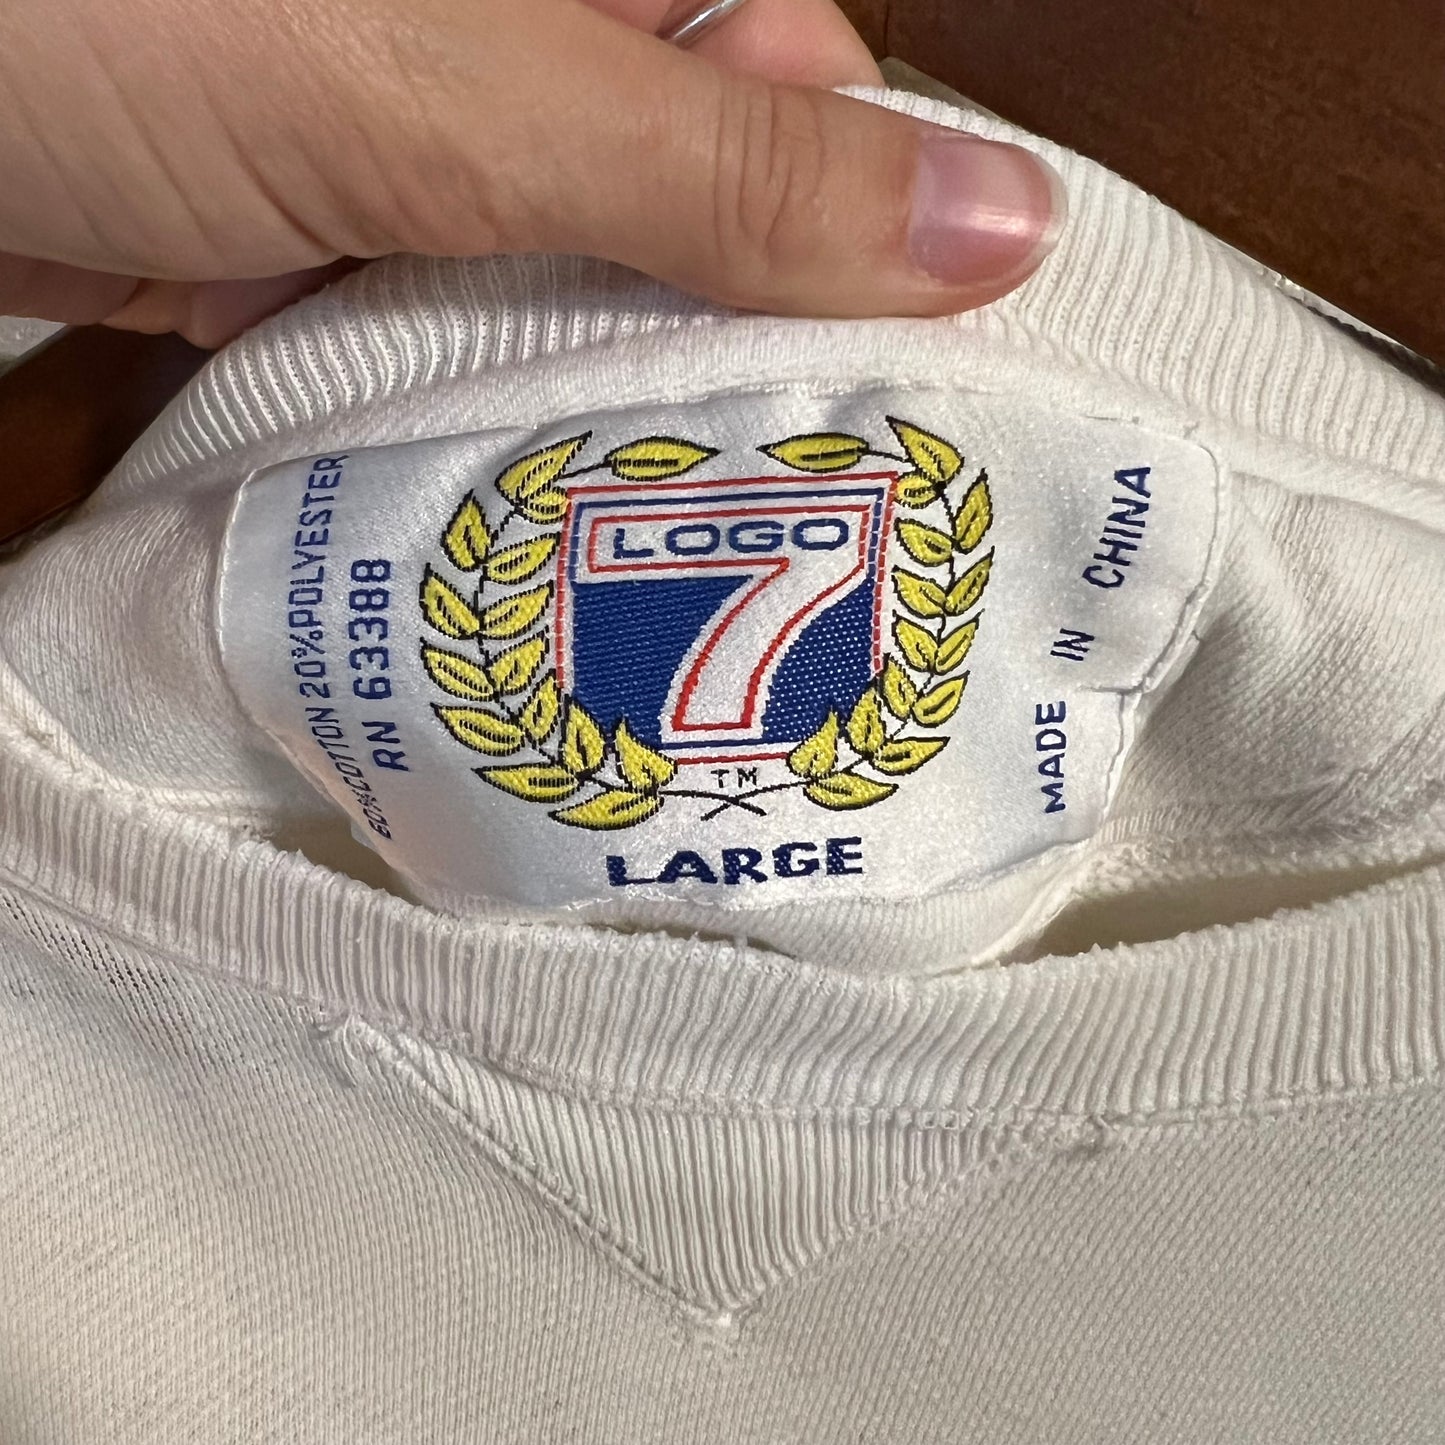 80%COTTON 20%POLYESTER
RN 63388
LOGO
7
TM
LARGE
MADE IN CHINA